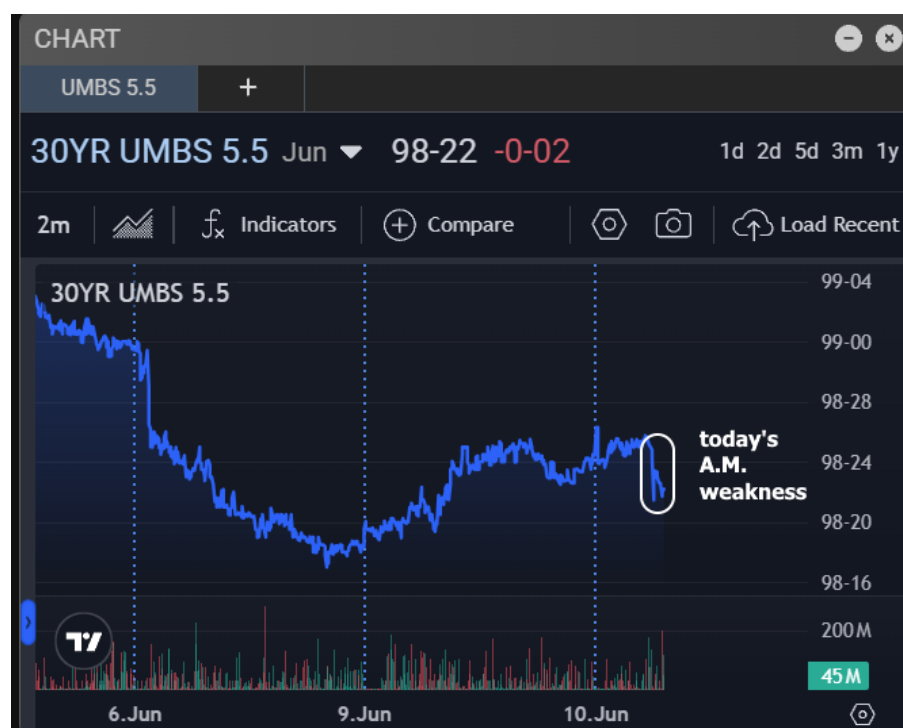 CHART
UMBS 5.5 +
30YR UMBS 5.5 Jun 98-22 -0-02 1d 2d 5d 3m 1y
2m fx Indicators Compare Load Recent
30YR UMBS 5.5
99-04
99-00
98-28
today's
A.M.
weakness
98-24
98-20
98-16
200M
45M
6.Jun 9.Jun 10.Jun